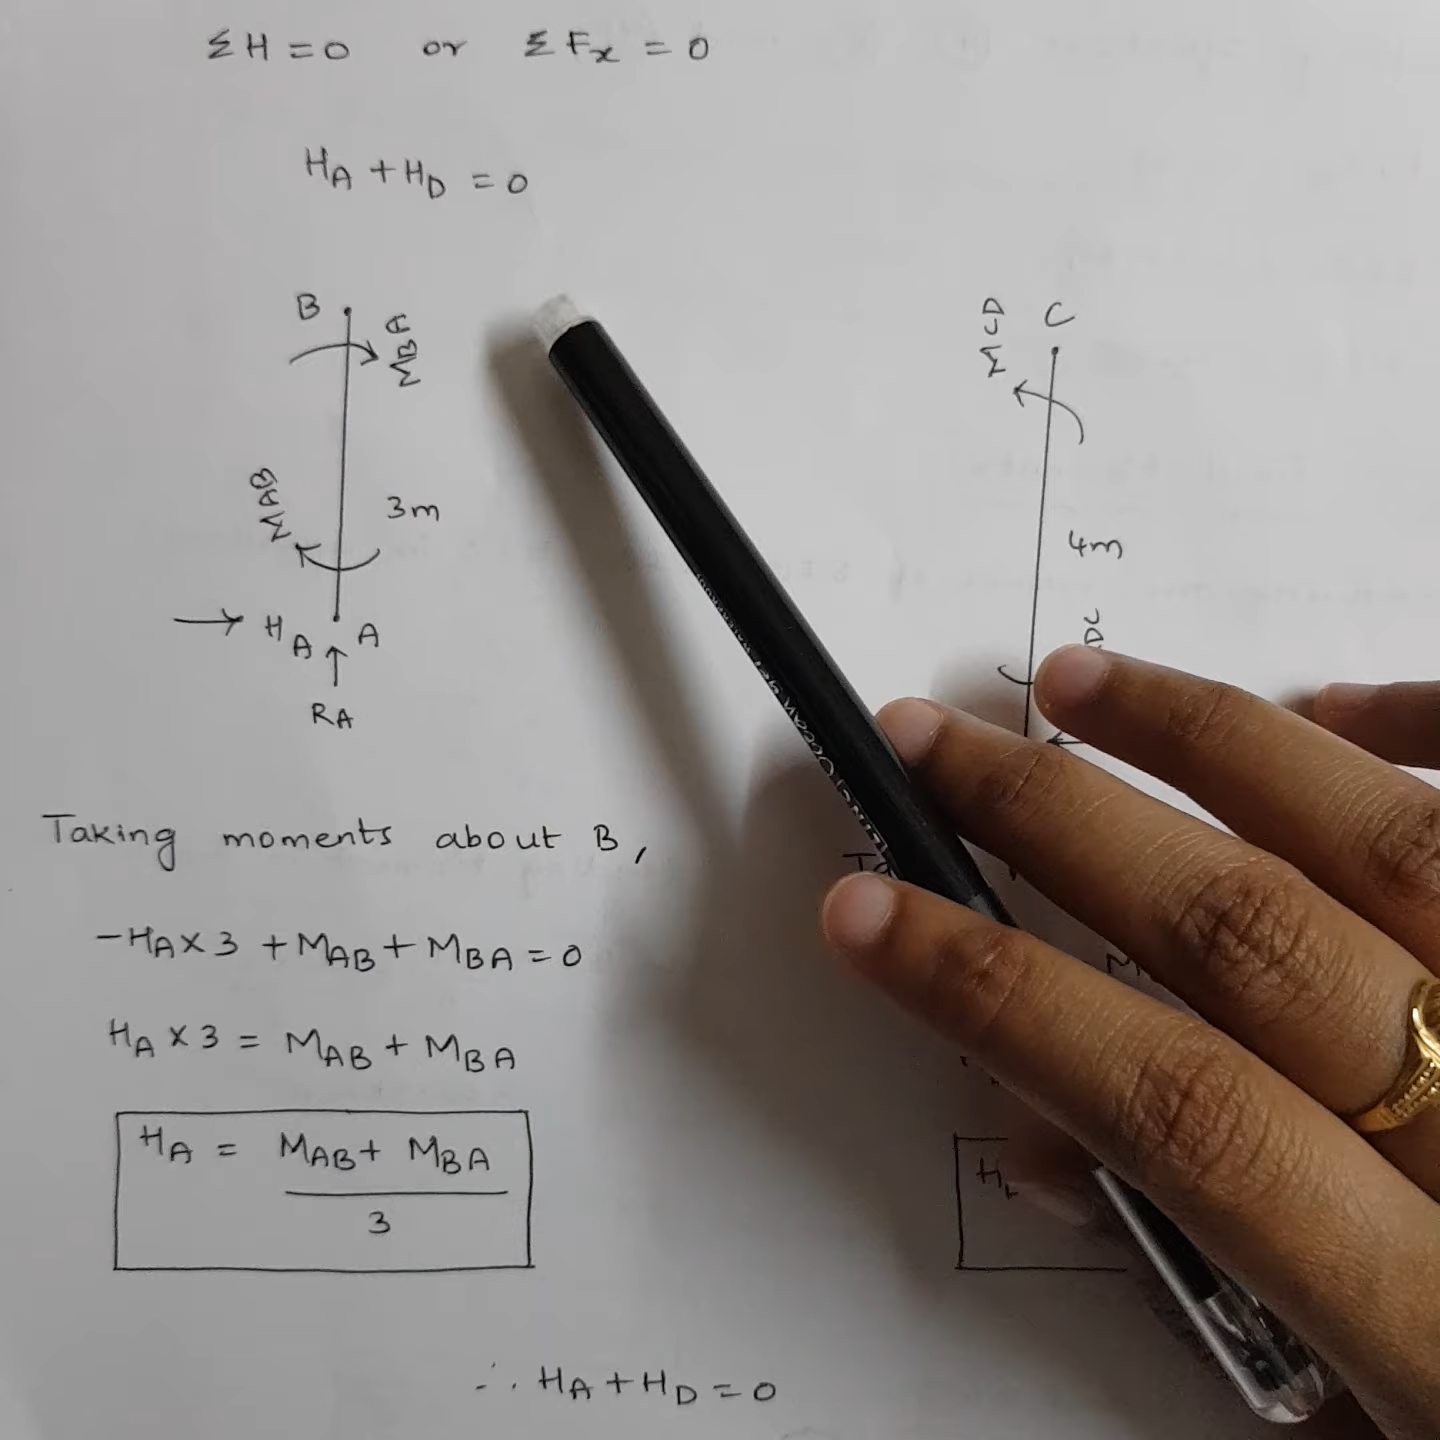 ΣH = 0 or ΣFx = 0
HA + HD = 0
B
MBA
MAB
3m
HA A
RA
C
MCD
4m
Taking moments about B,
-HA × 3 + MAB + MBA = 0
HA × 3 = MAB + MBA
HA = MAB + MBA
3
∴ HA + HD = 0